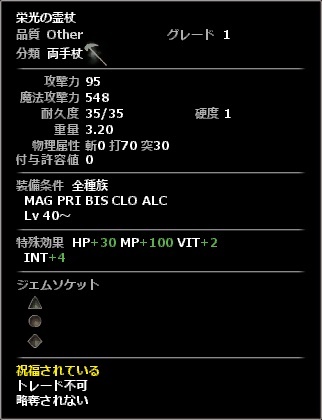 栄光の霊杖
品質 Other グレード 1
分類 両手杖
攻撃力 95
魔法攻撃力 548
耐久度 35/35 硬度 1
重量 3.20
物理属性 斬0 打70 突30
付与許容値 0
装備条件 全種族
MAG PRI BIS CLO ALC
Lv 40～
特殊効果 HP+30 MP+100 VIT+2
INT+4
ジェムソケット
祝福されている
トレード不可
略奪されない